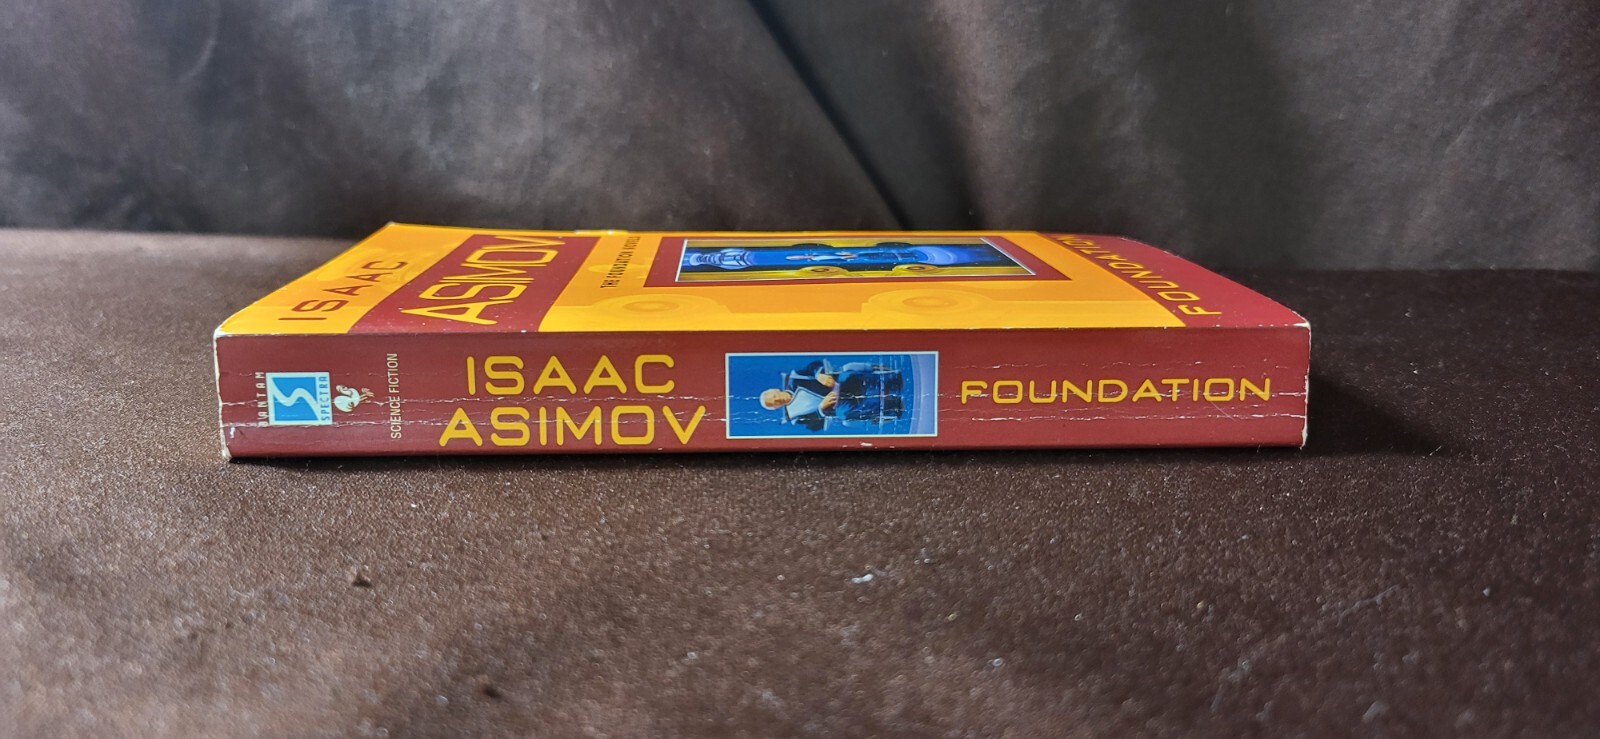 ISAAC
ASIMOV
THE FOUNDATION NOVELS
FOUNDATION
BANTAM
SPECTRA
SCIENCE FICTION
ISAAC
ASIMOV
FOUNDATION